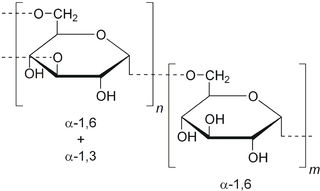 O-CH₂
O
O
OH
OH
n
α-1,6
+
α-1,3
O-CH₂
O
OH
OH
OH
m
α-1,6